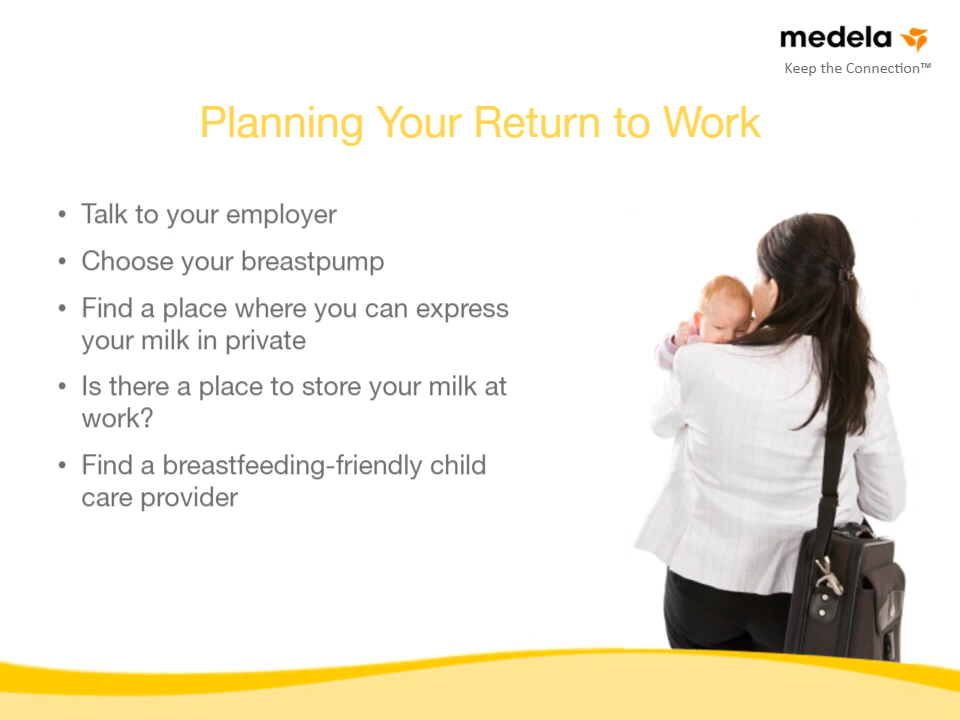 medela
Keep the Connection™
Planning Your Return to Work
• Talk to your employer
• Choose your breastpump
• Find a place where you can express
your milk in private
• Is there a place to store your milk at
work?
• Find a breastfeeding-friendly child
care provider